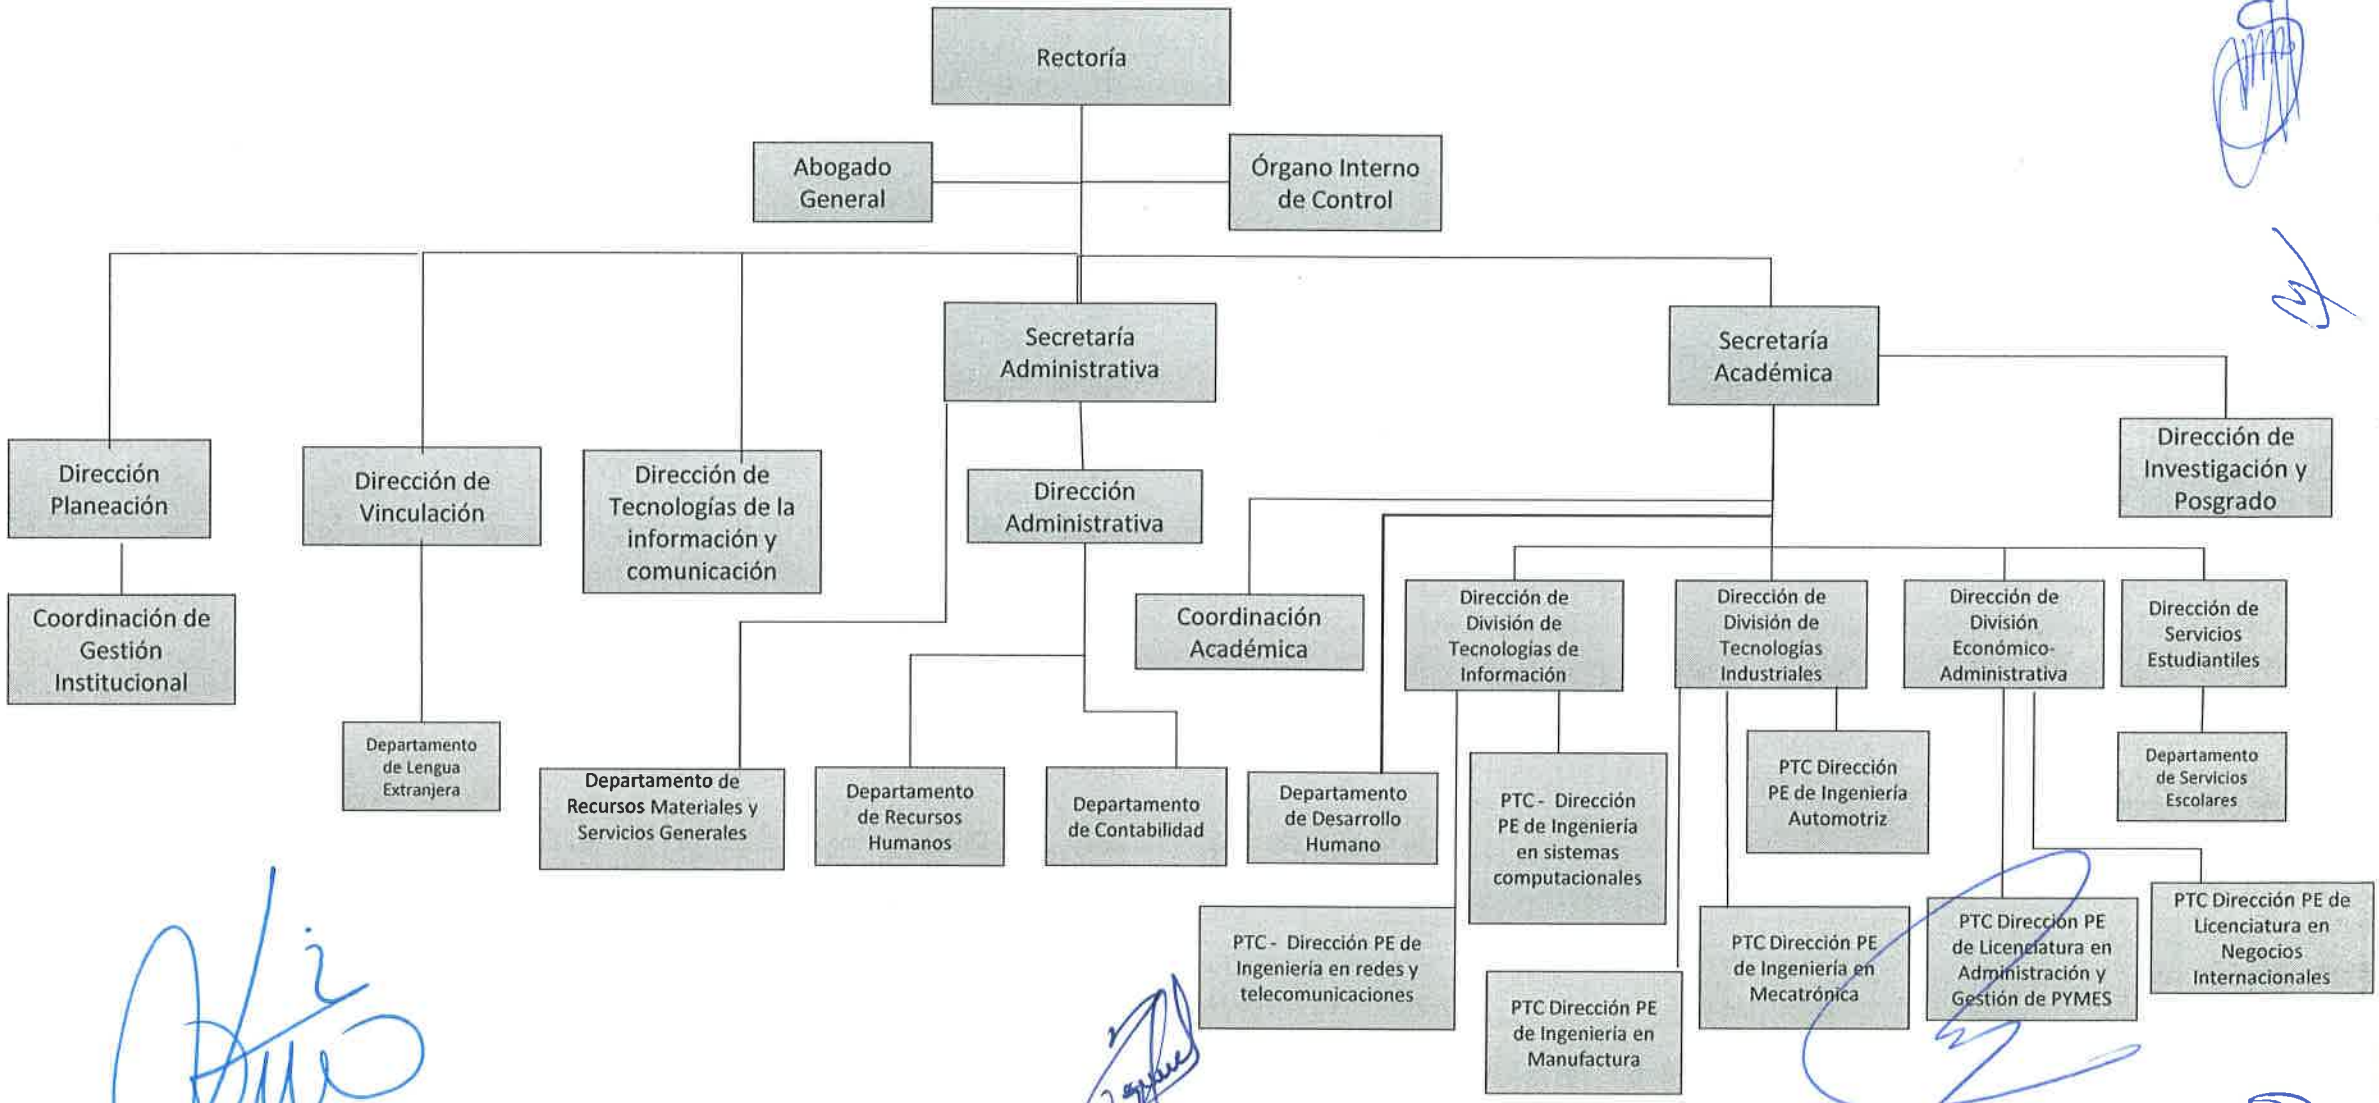 Rectoría
Abogado
General
Órgano Interno
de Control
Secretaría
Administrativa
Secretaría
Académica
Dirección
Planeación
Dirección de
Vinculación
Dirección de
Tecnologías de la
información y
comunicación
Dirección
Administrativa
Dirección de
Investigación y
Posgrado
Coordinación de
Gestión
Institucional
Coordinación
Académica
Dirección de
División de
Tecnologías de
Información
Dirección de
División de
Tecnologías
Industriales
Dirección de
División
Económico-
Administrativa
Dirección de
Servicios
Estudiantiles
Departamento
de Lengua
Extranjera
Departamento de
Recursos Materiales y
Servicios Generales
Departamento
de Recursos
Humanos
Departamento
de Contabilidad
Departamento
de Desarrollo
Humano
PTC - Dirección
PE de Ingeniería
en sistemas
computacionales
PTC Dirección
PE de Ingeniería
Automotriz
Departamento
de Servicios
Escolares
PTC - Dirección PE de
Ingeniería en redes y
telecomunicaciones
PTC Dirección PE
de Ingeniería en
Manufactura
PTC Dirección PE
de Ingeniería en
Mecatrónica
PTC Dirección PE
de Licenciatura en
Administración y
Gestión de PYMES
PTC Dirección PE de
Licenciatura en
Negocios
Internacionales